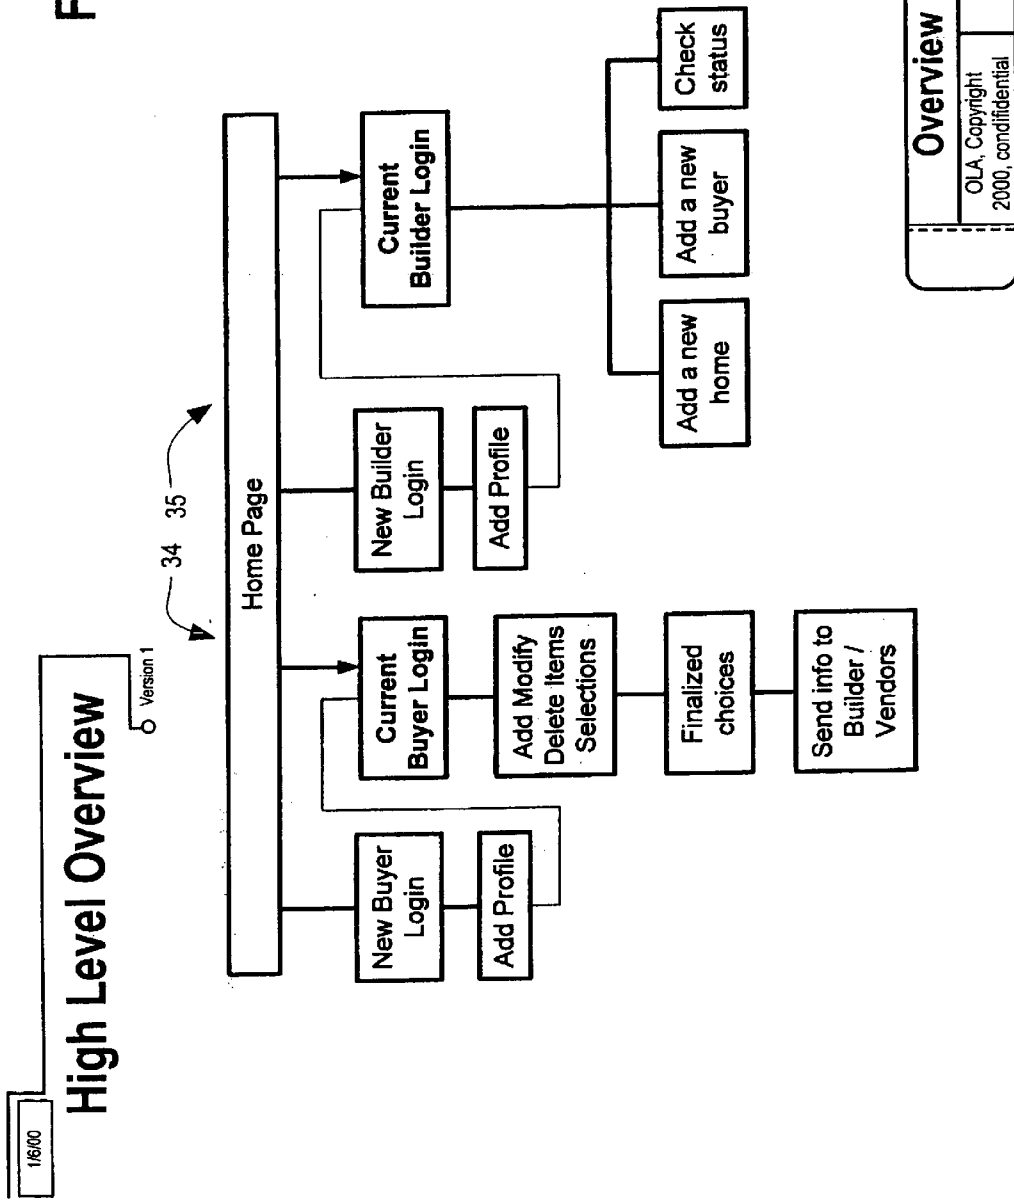 1/6/00
High Level Overview
Version 1
F
34
35
Home Page
New Buyer
Login
Add Profile
Current
Buyer Login
Add Modify
Delete Items
Selections
Finalized
choices
Send info to
Builder /
Vendors
New Builder
Login
Add Profile
Current
Builder Login
Add a new
home
Add a new
buyer
Check
status
Overview
OLA, Copyright
2000, condifidential